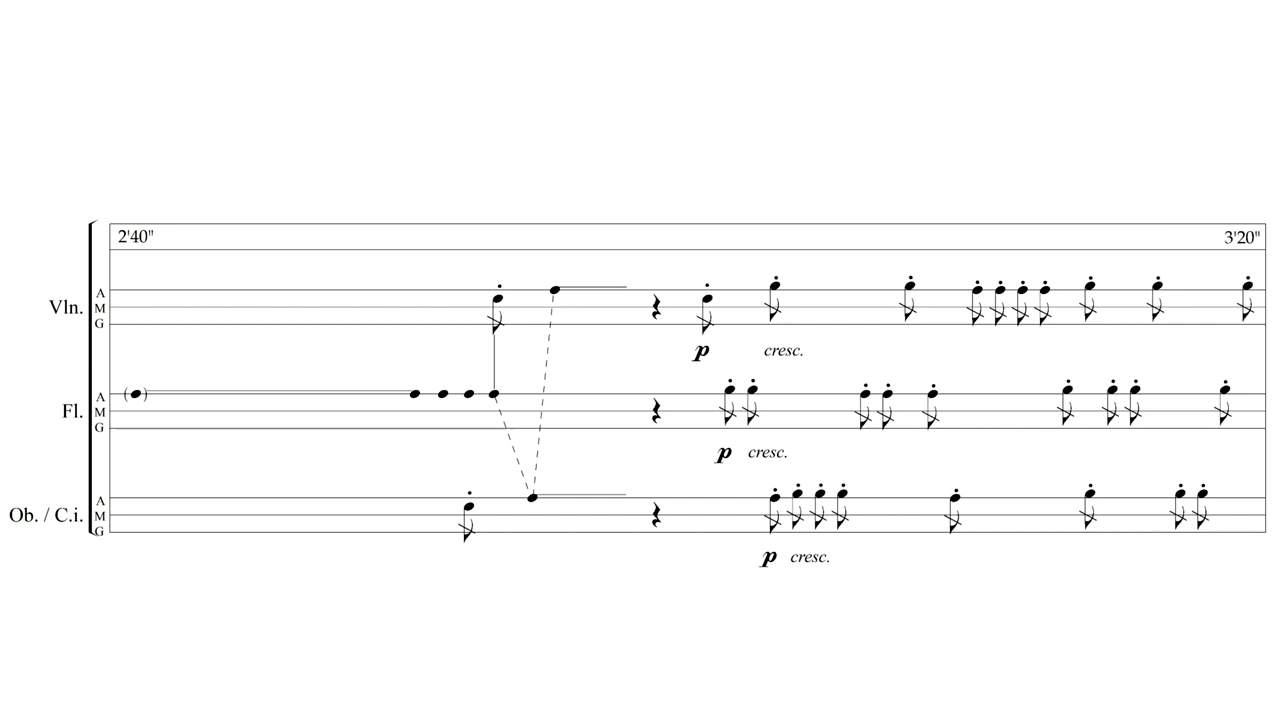 2'40" 3'20"
Vln. A
M
G
p cresc.
Fl. A
M
G
p cresc.
Ob. / C.i. A
M
G
p cresc.